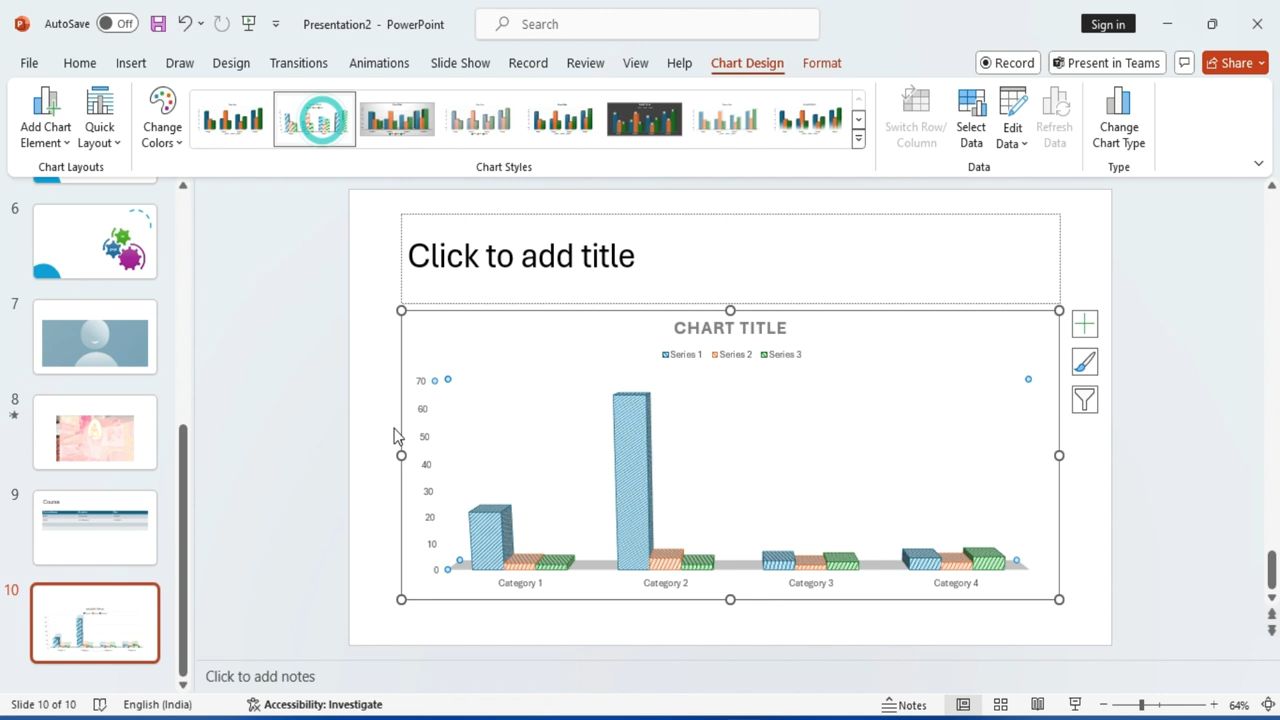 AutoSave Off Presentation2 - PowerPoint Search Sign in
File Home Insert Draw Design Transitions Animations Slide Show Record Review View Help Chart Design Format Record Present in Teams Share
Add Chart Element
Quick Layout
Change Colors
Switch Row/ Column
Select Data
Edit Data
Refresh Data
Change Chart Type
Chart Layouts
Chart Styles
Data
Type
6
7
8
9
Course
10
Click to add title
CHART TITLE
Series 1 Series 2 Series 3
70
60
50
40
30
20
10
0
Category 1 Category 2 Category 3 Category 4
Click to add notes
Slide 10 of 10 English (India) Accessibility: Investigate Notes 64%